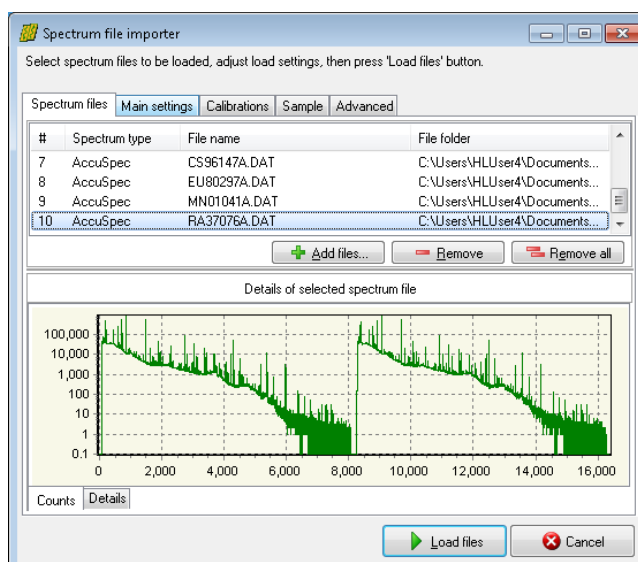 Spectrum file importer
Select spectrum files to be loaded, adjust load settings, then press 'Load files' button.
Spectrum files Main settings Calibrations Sample Advanced
# Spectrum type File name File folder
7 AccuSpec CS96147A.DAT C:\Users\HLUser4\Documents...
8 AccuSpec EU80297A.DAT C:\Users\HLUser4\Documents...
9 AccuSpec MN01041A.DAT C:\Users\HLUser4\Documents...
10 AccuSpec RA37076A.DAT C:\Users\HLUser4\Documents...
Add files... Remove Remove all
Details of selected spectrum file
100,000
10,000
1,000
100
10
1
0.1
0 2,000 4,000 6,000 8,000 10,000 12,000 14,000 16,000
Counts Details
Load files Cancel